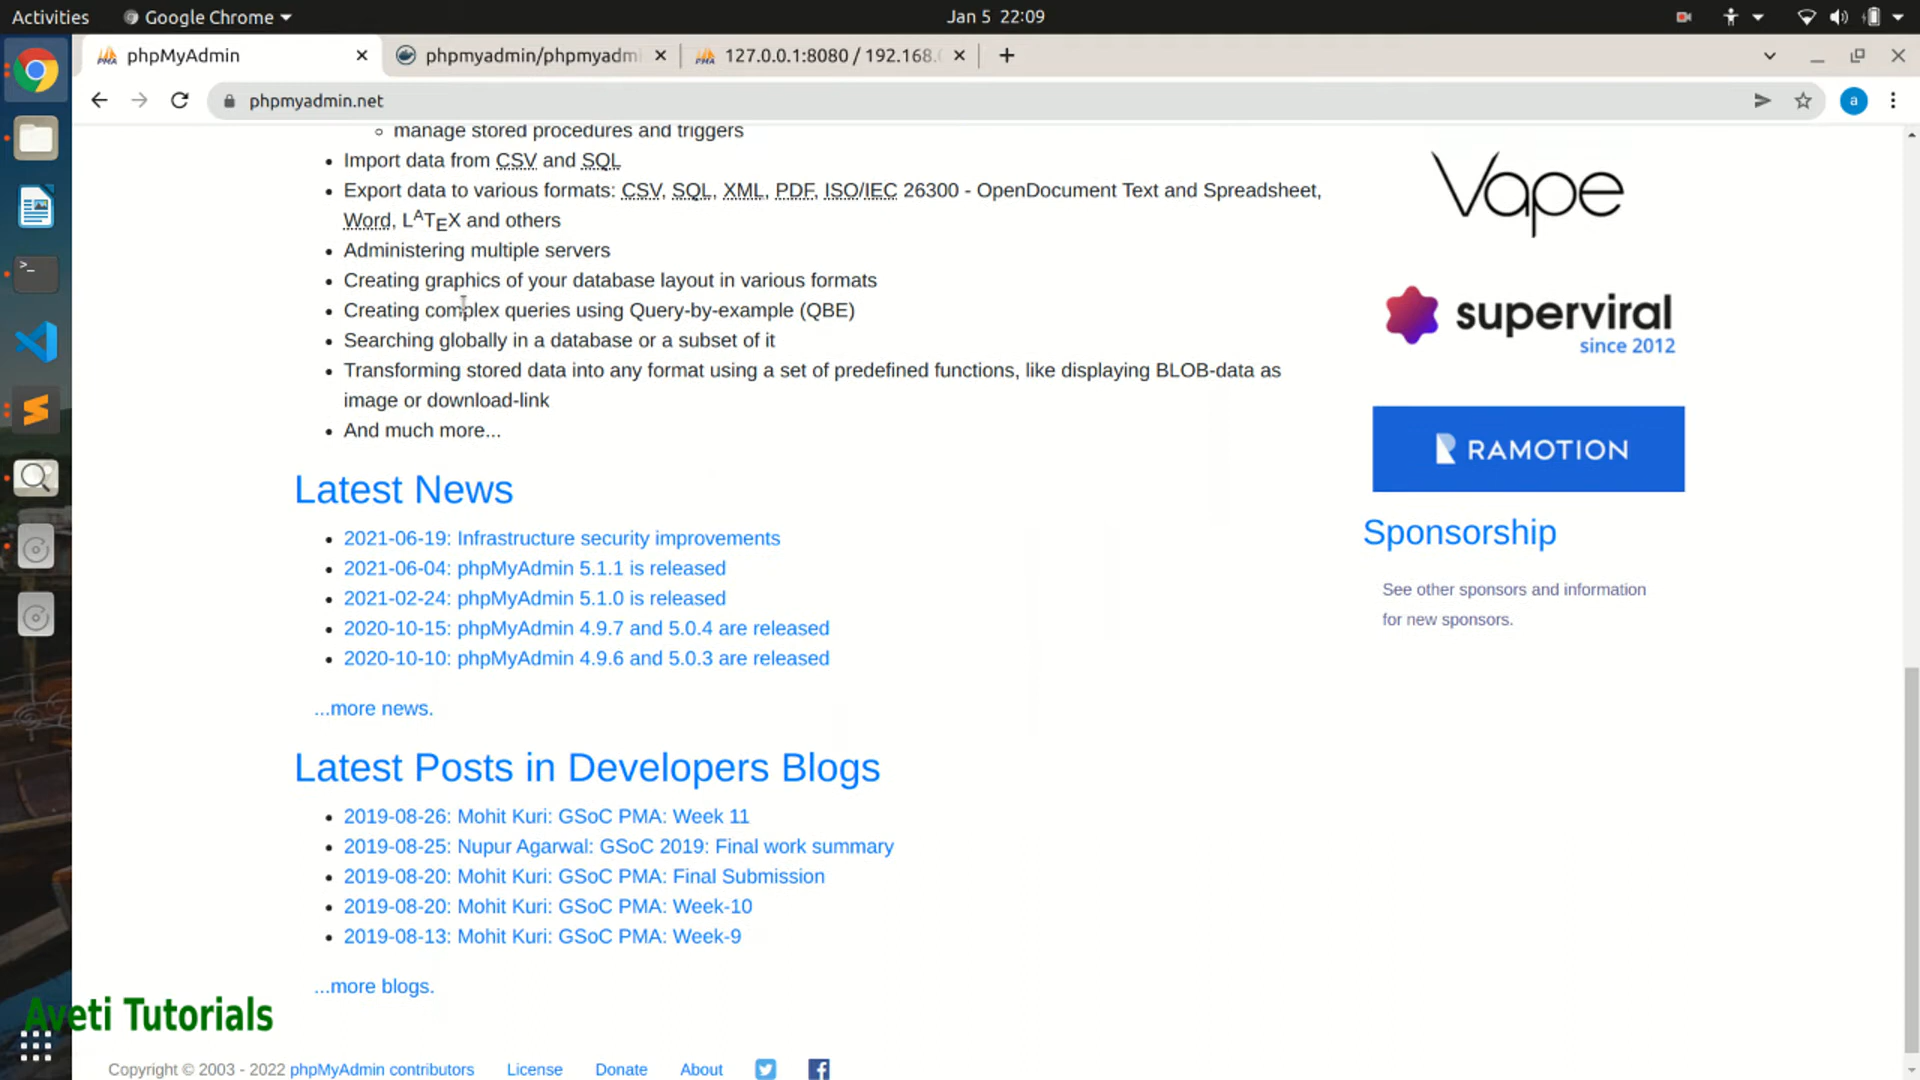 Activities
Google Chrome
Jan 5 22:09
phpMyAdmin
phpmyadmin/phpmyadm
127.0.0.1:8080 / 192.168.
phpmyadmin.net
a
manage stored procedures and triggers
Import data from CSV and SQL
Export data to various formats: CSV, SQL, XML, PDF, ISO/IEC 26300 - OpenDocument Text and Spreadsheet,
Word, LATEX and others
Administering multiple servers
Creating graphics of your database layout in various formats
Creating complex queries using Query-by-example (QBE)
Searching globally in a database or a subset of it
Transforming stored data into any format using a set of predefined functions, like displaying BLOB-data as
image or download-link
And much more...
Vape
superviral
since 2012
RAMOTION
Sponsorship
See other sponsors and information
for new sponsors.
Latest News
2021-06-19: Infrastructure security improvements
2021-06-04: phpMyAdmin 5.1.1 is released
2021-02-24: phpMyAdmin 5.1.0 is released
2020-10-15: phpMyAdmin 4.9.7 and 5.0.4 are released
2020-10-10: phpMyAdmin 4.9.6 and 5.0.3 are released
...more news.
Latest Posts in Developers Blogs
2019-08-26: Mohit Kuri: GSoC PMA: Week 11
2019-08-25: Nupur Agarwal: GSoC 2019: Final work summary
2019-08-20: Mohit Kuri: GSoC PMA: Final Submission
2019-08-20: Mohit Kuri: GSoC PMA: Week-10
2019-08-13: Mohit Kuri: GSoC PMA: Week-9
...more blogs.
Aveti Tutorials
Copyright © 2003 - 2022 phpMyAdmin contributors License Donate About